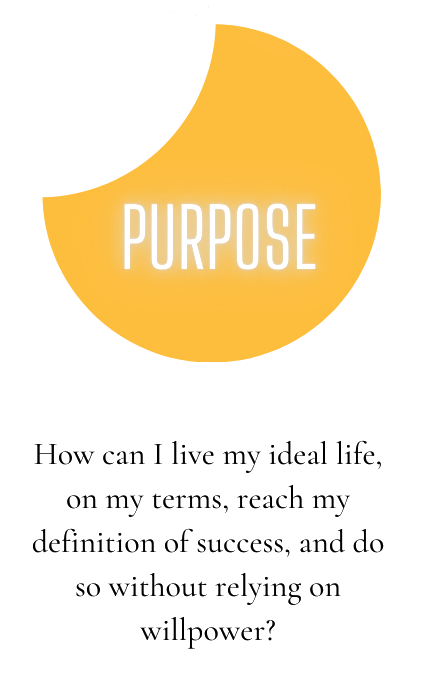 PURPOSE
How can I live my ideal life,
on my terms, reach my
definition of success, and do
so without relying on
willpower?